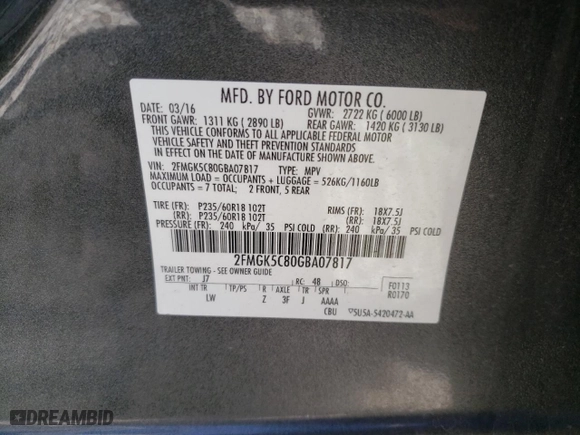 MFD. BY FORD MOTOR CO.
DATE: 03/16 GVWR: 2722 KG ( 6000 LB)
FRONT GAWR: 1311 KG ( 2890 LB) REAR GAWR: 1420 KG ( 3130 LB)
THIS VEHICLE CONFORMS TO ALL APPLICABLE FEDERAL MOTOR
VEHICLE SAFETY AND THEFT PREVENTION STANDARDS IN
EFFECT ON THE DATE OF MANUFACTURE SHOWN ABOVE.
VIN: 2FMGK5C80GBA07817 TYPE: MPV
MAXIMUM LOAD = OCCUPANTS + LUGGAGE = 526KG/1160LB
OCCUPANTS = 7 TOTAL; 2 FRONT, 5 REAR
TIRE (FR): P235/60R18 102T RIMS (FR): 18X7.5J
(RR): P235/60R18 102T (RR): 18X7.5J
PRESSURE (FR): 240 kPa/ 35 PSI COLD (RR): 240 kPa/ 35 PSI COLD
2FMGK5C80GBA07817
TRAILER TOWING - SEE OWNER GUIDE
EXT PNT: J7 RC: 48 DSO: F0113
R0170
INT TR TP/PS R AXLE TR SPR
LW Z 3F J AAAA
CBU 5U5A-5420472-AA
DREAMBID